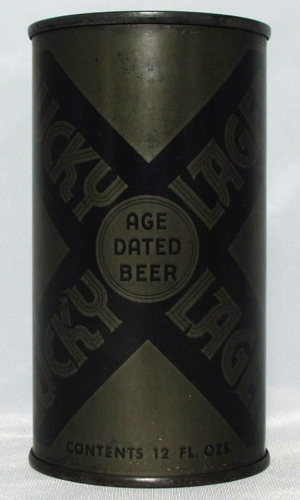 UCKY LAGE
AGE
DATED
BEER
UCKY LAGE
CONTENTS 12 FL. OZS.